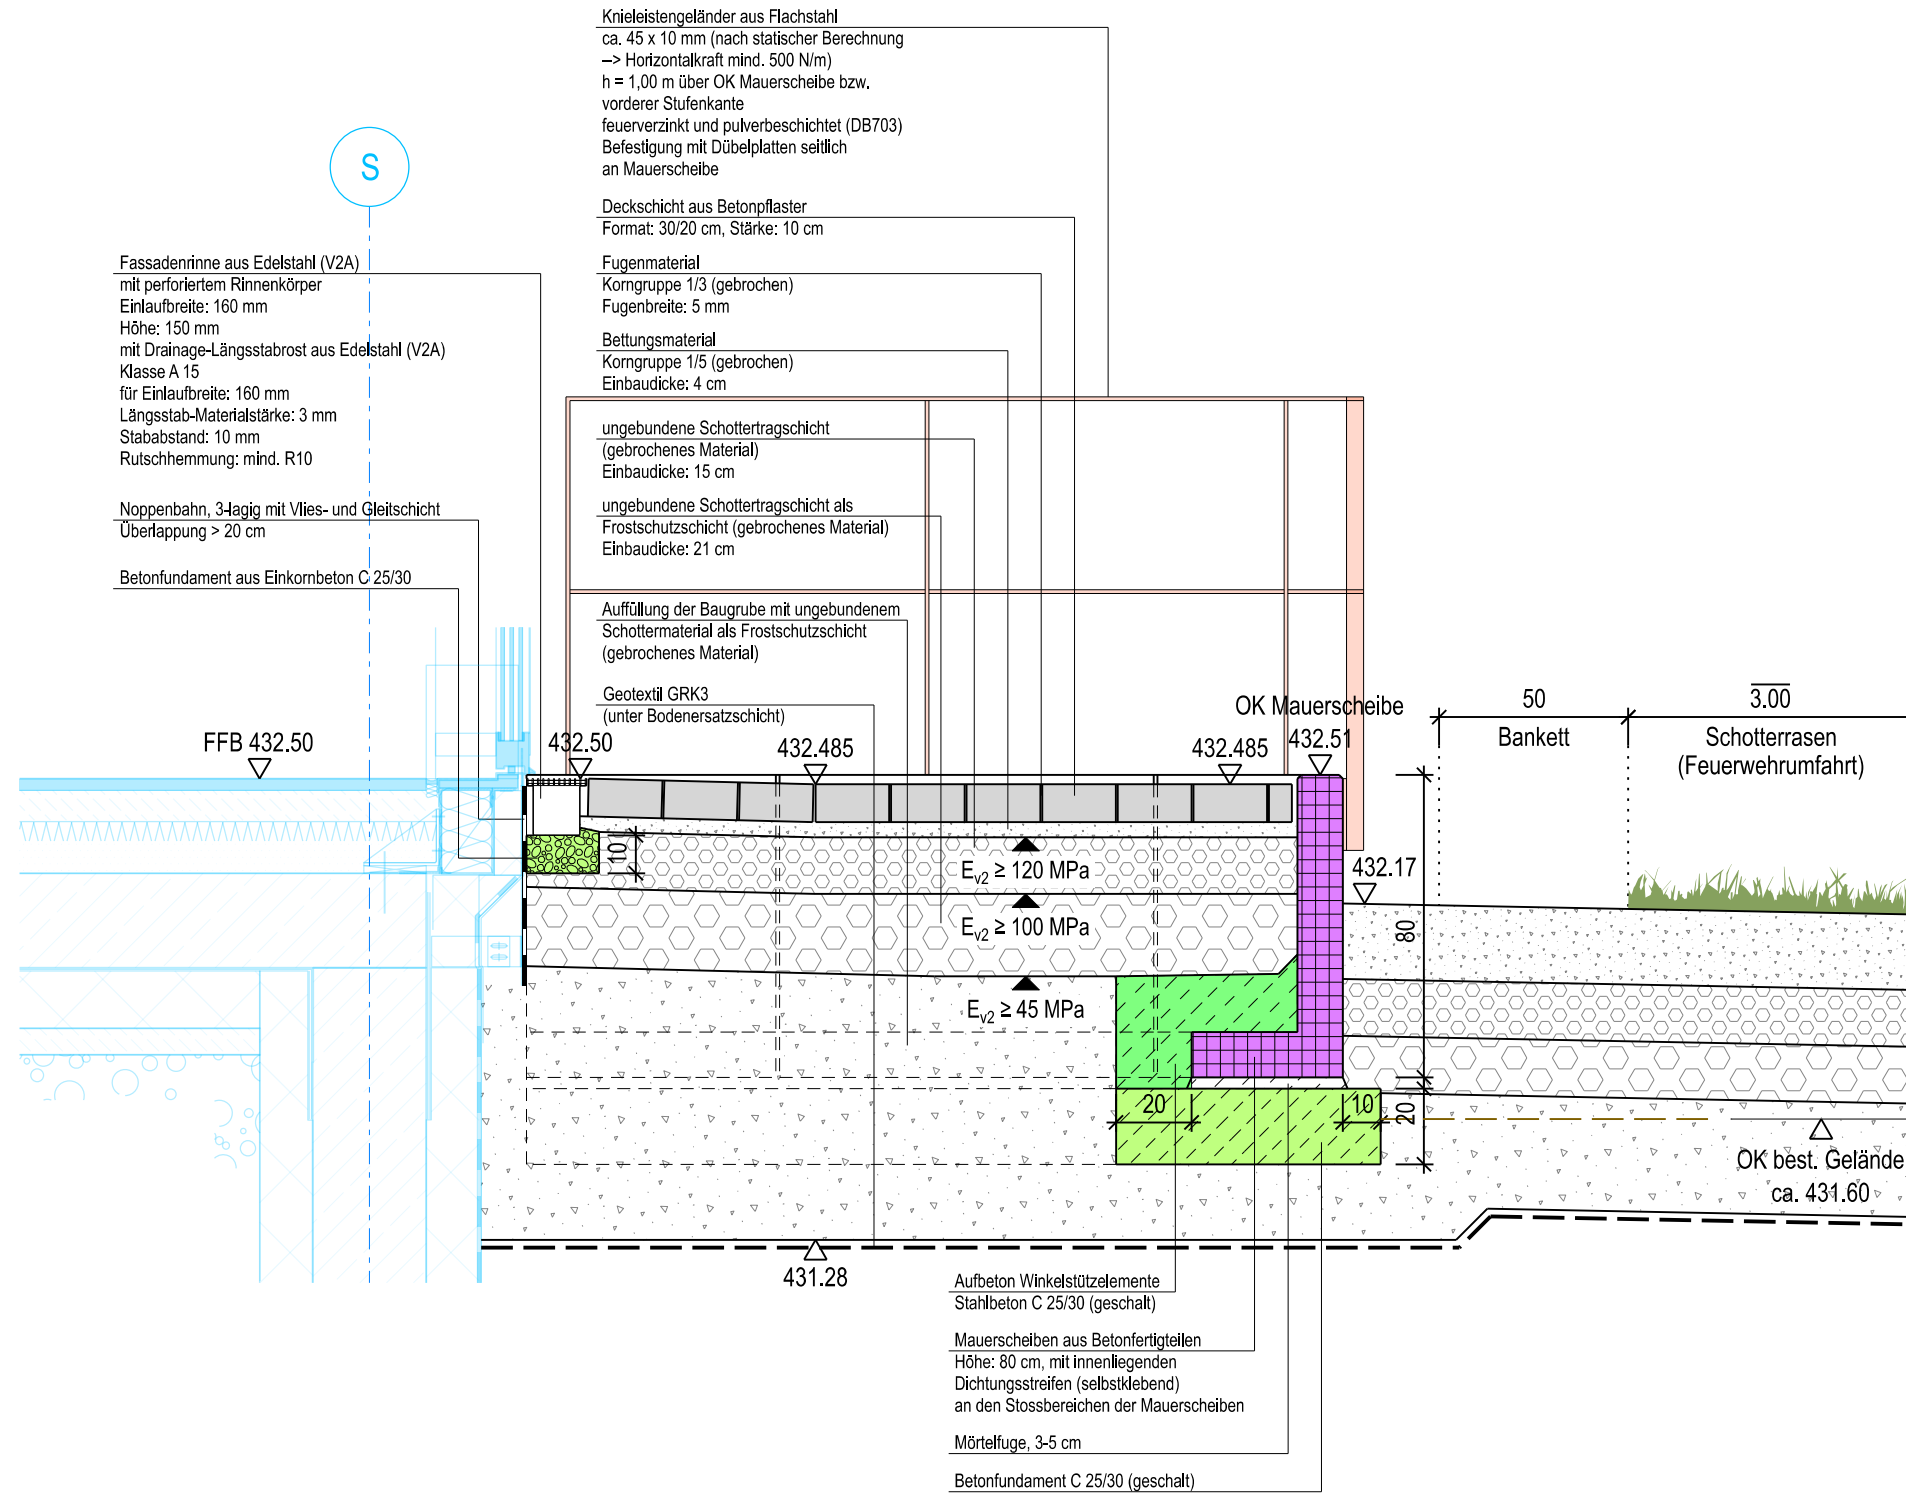 Knieleistengeländer aus Flachstahl
ca. 45 x 10 mm (nach statischer Berechnung
--> Horizontalkraft mind. 500 N/m)
h = 1,00 m über OK Mauerscheibe bzw.
vorderer Stufenkante
feuerverzinkt und pulverbeschichtet (DB703)
Befestigung mit Dübelplatten seitlich
an Mauerscheibe
S
Deckschicht aus Betonpflaster
Format: 30/20 cm, Stärke: 10 cm
Fassadenrinne aus Edelstahl (V2A)
mit perforiertem Rinnenkörper
Einlaufbreite: 160 mm
Höhe: 150 mm
mit Drainage-Längsstabrost aus Edelstahl (V2A)
Klasse A 15
für Einlaufbreite: 160 mm
Längsstab-Materialstärke: 3 mm
Stababstand: 10 mm
Rutschhemmung: mind. R10
Fugenmaterial
Korngruppe 1/3 (gebrochen)
Fugenbreite: 5 mm
Bettungsmaterial
Korngruppe 1/5 (gebrochen)
Einbaudicke: 4 cm
ungebundene Schottertragschicht
(gebrochenes Material)
Einbaudicke: 15 cm
Noppenbahn, 3-lagig mit Vlies- und Gleitschicht
Überlappung > 20 cm
ungebundene Schottertragschicht als
Frostschutzschicht (gebrochenes Material)
Einbaudicke: 21 cm
Betonfundament aus Einkornbeton C 25/30
Auffüllung der Baugrube mit ungebundenem
Schottermaterial als Frostschutzschicht
(gebrochenes Material)
Geotextil GRK3
(unter Bodenersatzschicht)
OK Mauerscheibe
432.51
50
Bankett
3.00
Schotterrasen
(Feuerwehrumfahrt)
FFB 432.50
432.50
432.485
432.485
10
Ev2 ≥ 120 MPa
432.17
Ev2 ≥ 100 MPa
80
Ev2 ≥ 45 MPa
20
10
20
OK best. Gelände
ca. 431.60
431.28
Aufbeton Winkelstützelemente
Stahlbeton C 25/30 (geschalt)
Mauerscheiben aus Betonfertigteilen
Höhe: 80 cm, mit innenliegenden
Dichtungsstreifen (selbstklebend)
an den Stossbereichen der Mauerscheiben
Mörtelfuge, 3-5 cm
Betonfundament C 25/30 (geschalt)